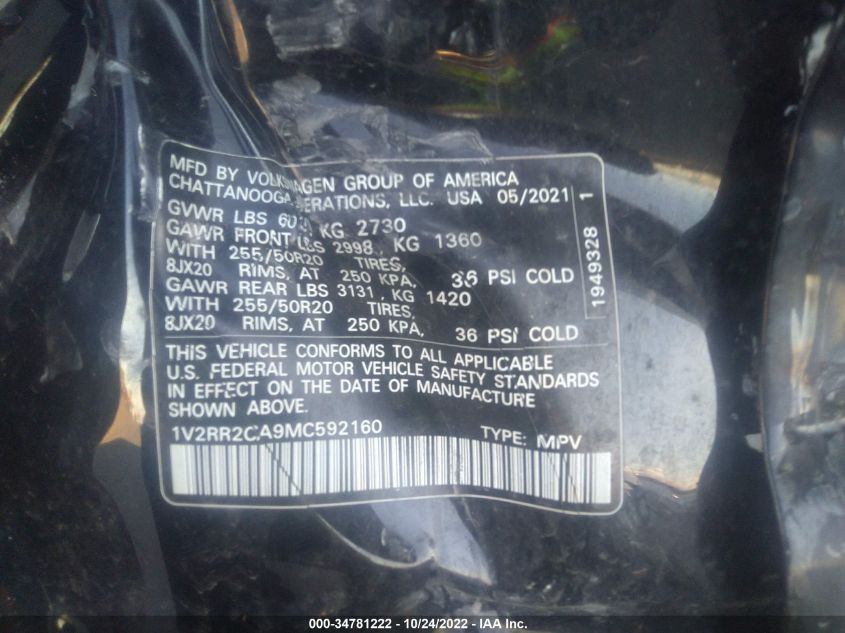 MFD BY VOLKSWAGEN GROUP OF AMERICA
CHATTANOOGA OPERATIONS, LLC. USA 05/2021
GVWR LBS KG 2730
GAWR FRONT LBS 2998, KG 1360
WITH 255/50R20 TIRES,
8JX20 RIMS, AT 250 KPA, 36 PSI COLD
GAWR REAR LBS 3131, KG 1420
WITH 255/50R20 TIRES,
8JX20 RIMS, AT 250 KPA, 36 PSI COLD
1949328 1
THIS VEHICLE CONFORMS TO ALL APPLICABLE
U.S. FEDERAL MOTOR VEHICLE SAFETY STANDARDS
IN EFFECT ON THE DATE OF MANUFACTURE
SHOWN ABOVE.
1V2RR2CA9MC592160 TYPE: MPV
000-34781222 - 10/24/2022 - IAA Inc.